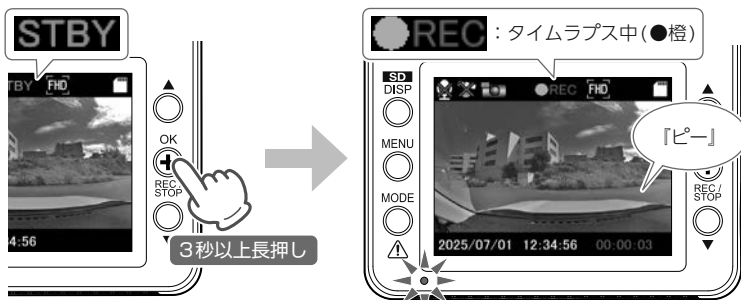 STBY
TBY FHD
OK
REC / STOP
4:56
3秒以上長押し
●REC：タイムラプス中(●橙)
SD
DISP
MENU
MODE
●REC FHD
『ピー』
REC / STOP
2025/07/01 12:34:56 00:00:03